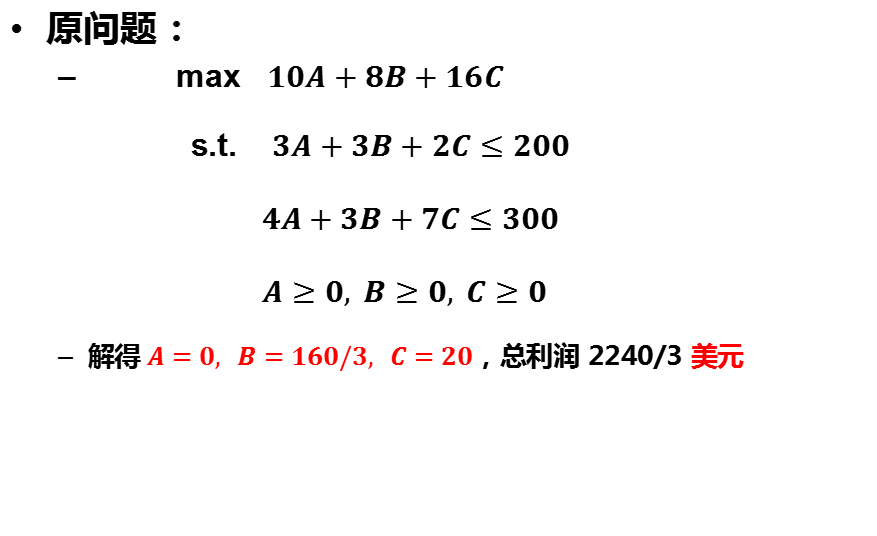 • 原问题：
– max 10A + 8B + 16C
s.t. 3A + 3B + 2C ≤ 200
4A + 3B + 7C ≤ 300
A ≥ 0, B ≥ 0, C ≥ 0
– 解得 A = 0, B = 160/3, C = 20，总利润 2240/3 美元